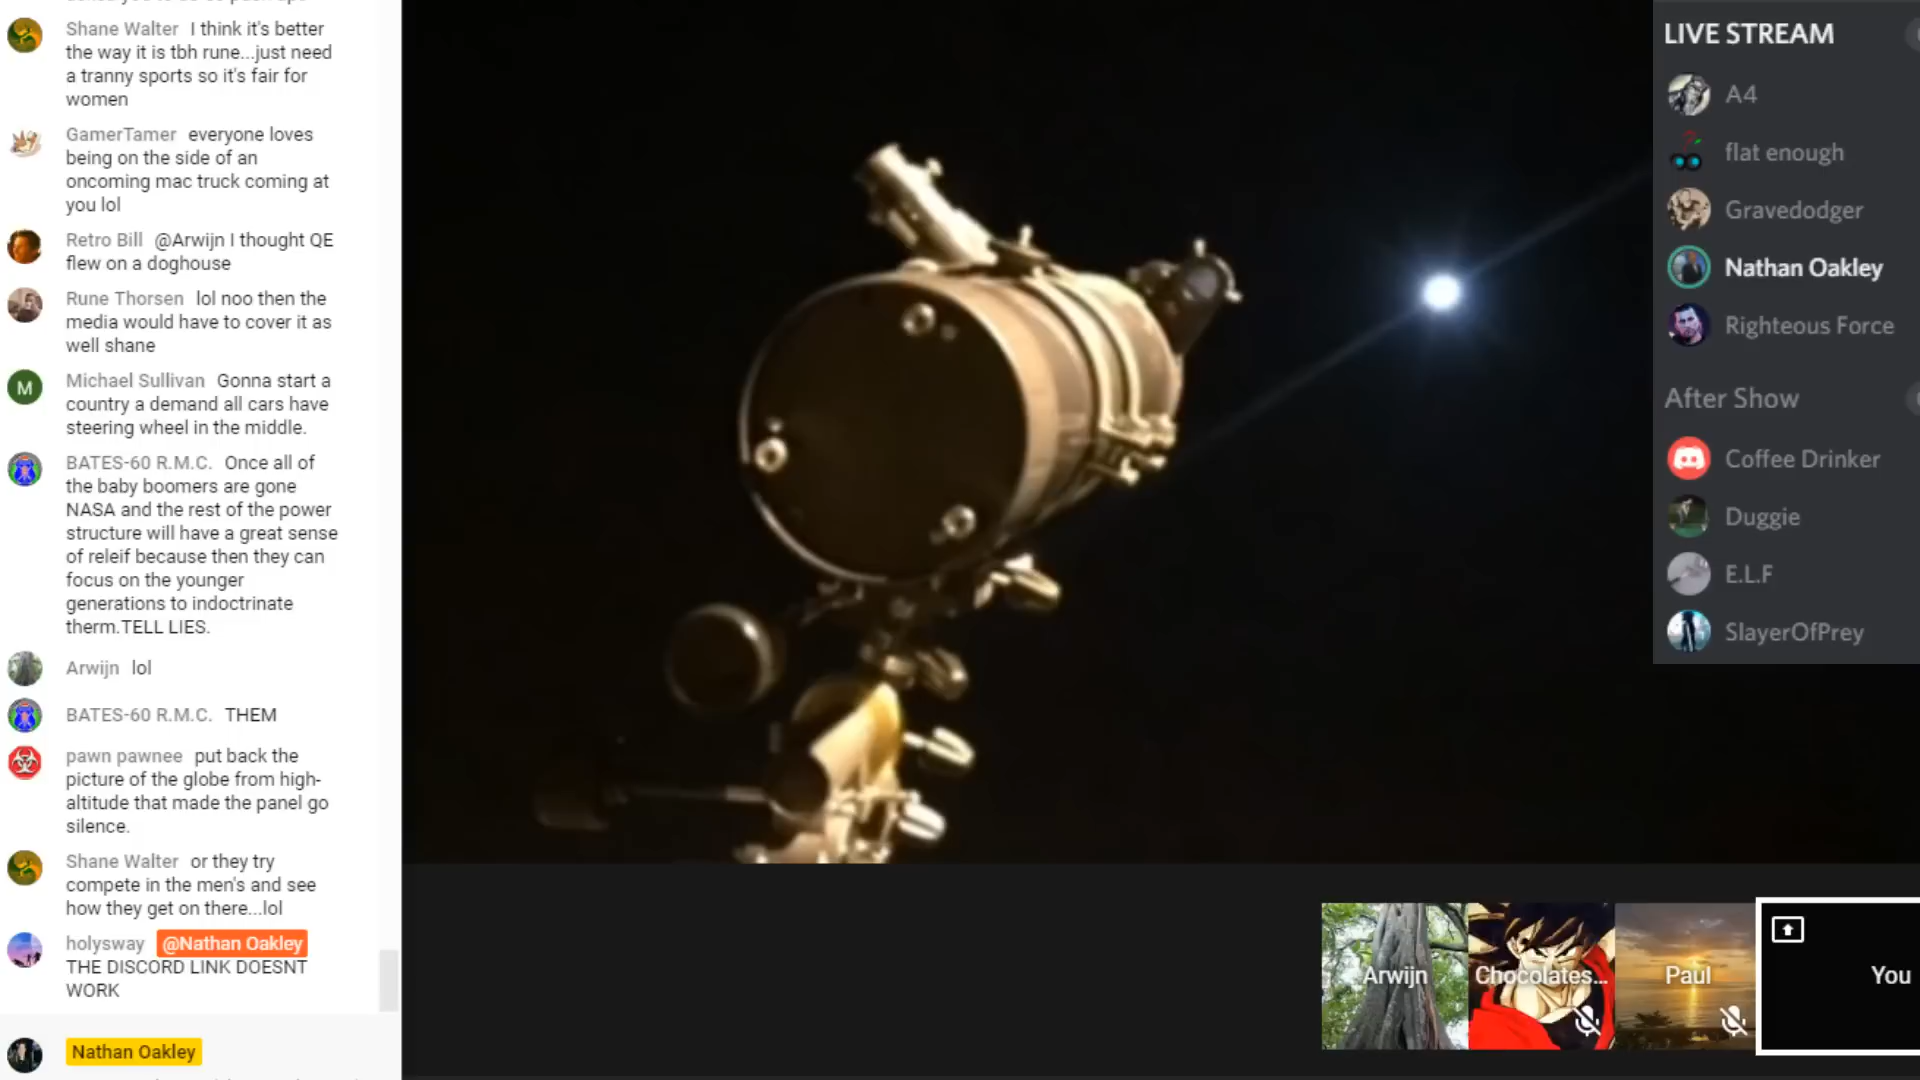 Shane Walter I think it's better
the way it is tbh rune...just need
a tranny sports so it's fair for
women
GamerTamer everyone loves
being on the side of an
oncoming mac truck coming at
you lol
Retro Bill @Arwijn I thought QE
flew on a doghouse
Rune Thorsen lol noo then the
media would have to cover it as
well shane
M
Michael Sullivan Gonna start a
country a demand all cars have
steering wheel in the middle.
BATES-60 R.M.C. Once all of
the baby boomers are gone
NASA and the rest of the power
structure will have a great sense
of releif because then they can
focus on the younger
generations to indoctrinate
therm.TELL LIES.
Arwijn lol
BATES-60 R.M.C. THEM
pawn pawnee put back the
picture of the globe from high-
altitude that made the panel go
silence.
Shane Walter or they try
compete in the men's and see
how they get on there...lol
holysway @Nathan Oakley
THE DISCORD LINK DOESNT
WORK
Nathan Oakley
LIVE STREAM
A4
flat enough
Gravedodger
Nathan Oakley
Righteous Force
After Show
Coffee Drinker
Duggie
E.L.F
SlayerOfPrey
Arwijn
Chocolates...
Paul
You